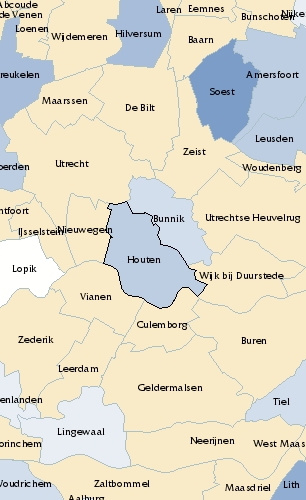 Abcoude
de Venen
Laren
Eemnes
Bunschoten
Nijke
Loenen
Wijdemeren
Hilversum
Baarn
reukelen
Amersfoort
Maarssen
De Bilt
Soest
Leusden
Zeist
Utrecht
Woudenberg
oerden
ntfoort
Bunnik
Utrechtse Heuvelrug
IJsselstein
Nieuwegein
Lopik
Houten
Wijk bij Duurstede
Vianen
Culemborg
Zederik
Buren
Leerdam
Geldermalsen
enlanden
Tiel
Lingewaal
orinchem
Neerijnen
West Maas
Woudrichem
Zaltbommel
Maasdriel
Lith
Aalburg